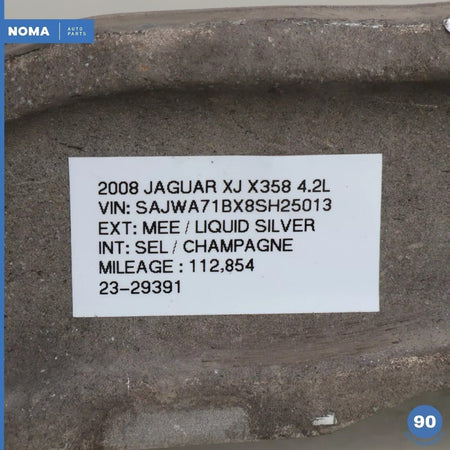 NOMA AUTO PARTS
2008 JAGUAR XJ X358 4.2L
VIN: SAJWA71BX8SH25013
EXT: MEE / LIQUID SILVER
INT: SEL / CHAMPAGNE
MILEAGE : 112,854
23-29391
90